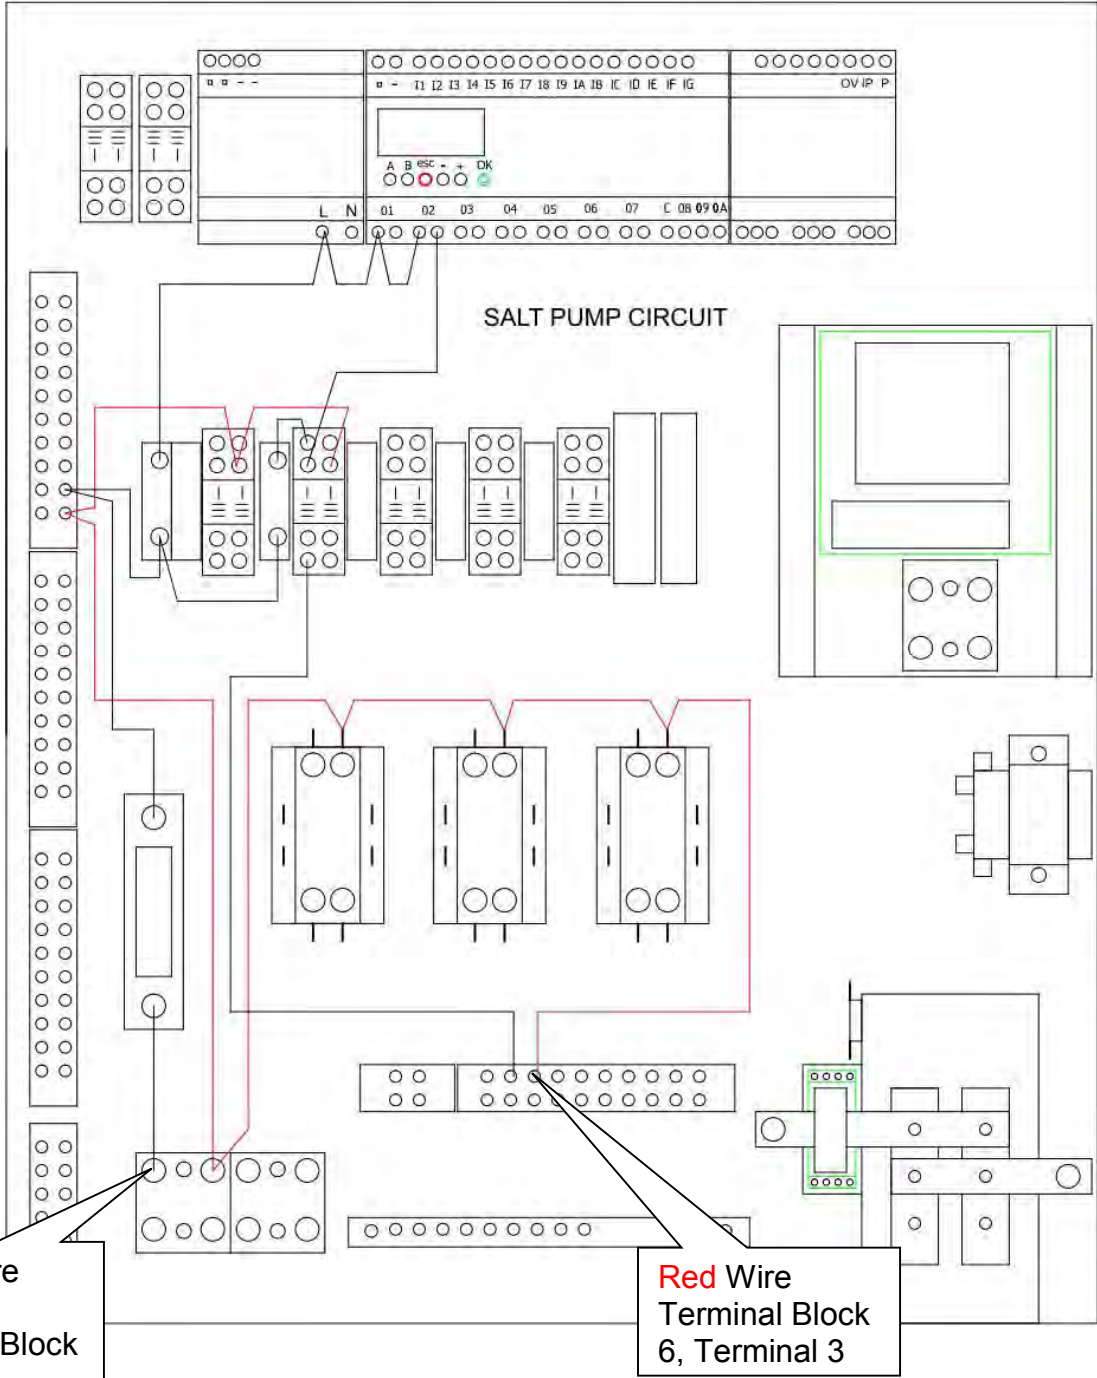 ¤ ¤ - -
¤ - I1 I2 I3 I4 I5 I6 I7 I8 I9 IA IB IC ID IE IF IG
OV IP P
A B esc - + OK
L N 01 02 03 04 05 06 07 C 08 09 0A
SALT PUMP CIRCUIT
re
Block
Red Wire
Terminal Block
6, Terminal 3